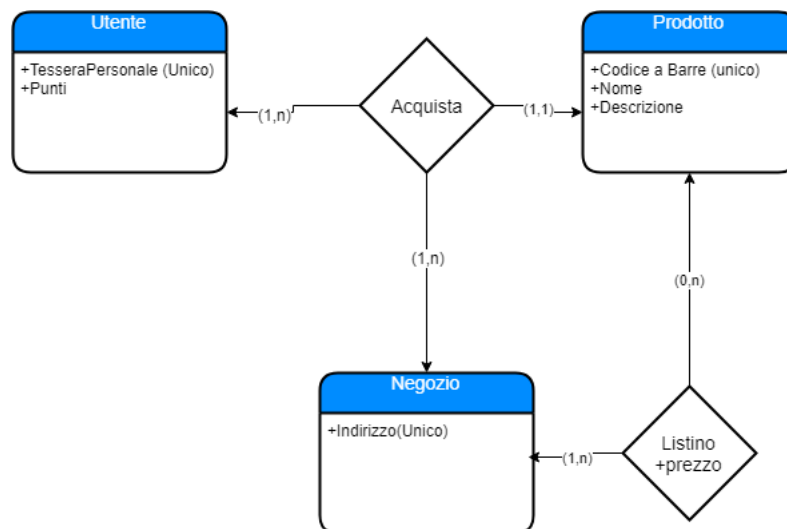 Utente
+TesseraPersonale (Unico)
+Punti
(1,n)
Acquista
(1,1)
Prodotto
+Codice a Barre (unico)
+Nome
+Descrizione
(1,n)
(0,n)
Negozio
+Indirizzo(Unico)
(1,n)
Listino
+prezzo